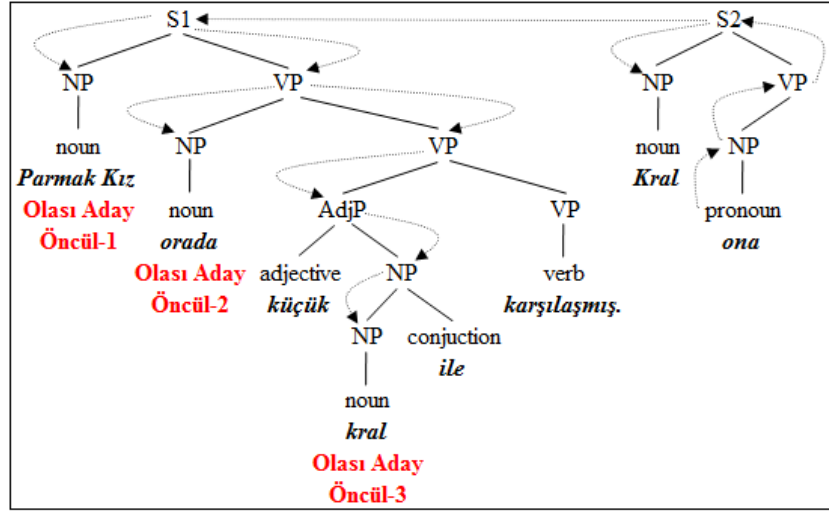 S1 S2
NP VP NP VP
noun NP VP noun NP
Parmak Kız Kral
Olası Aday noun AdjP VP pronoun
Öncül-1 orada ona
Olası Aday adjective NP verb
Öncül-2 küçük karşılaşmış.
NP conjuction
ile
noun
kral
Olası Aday
Öncül-3